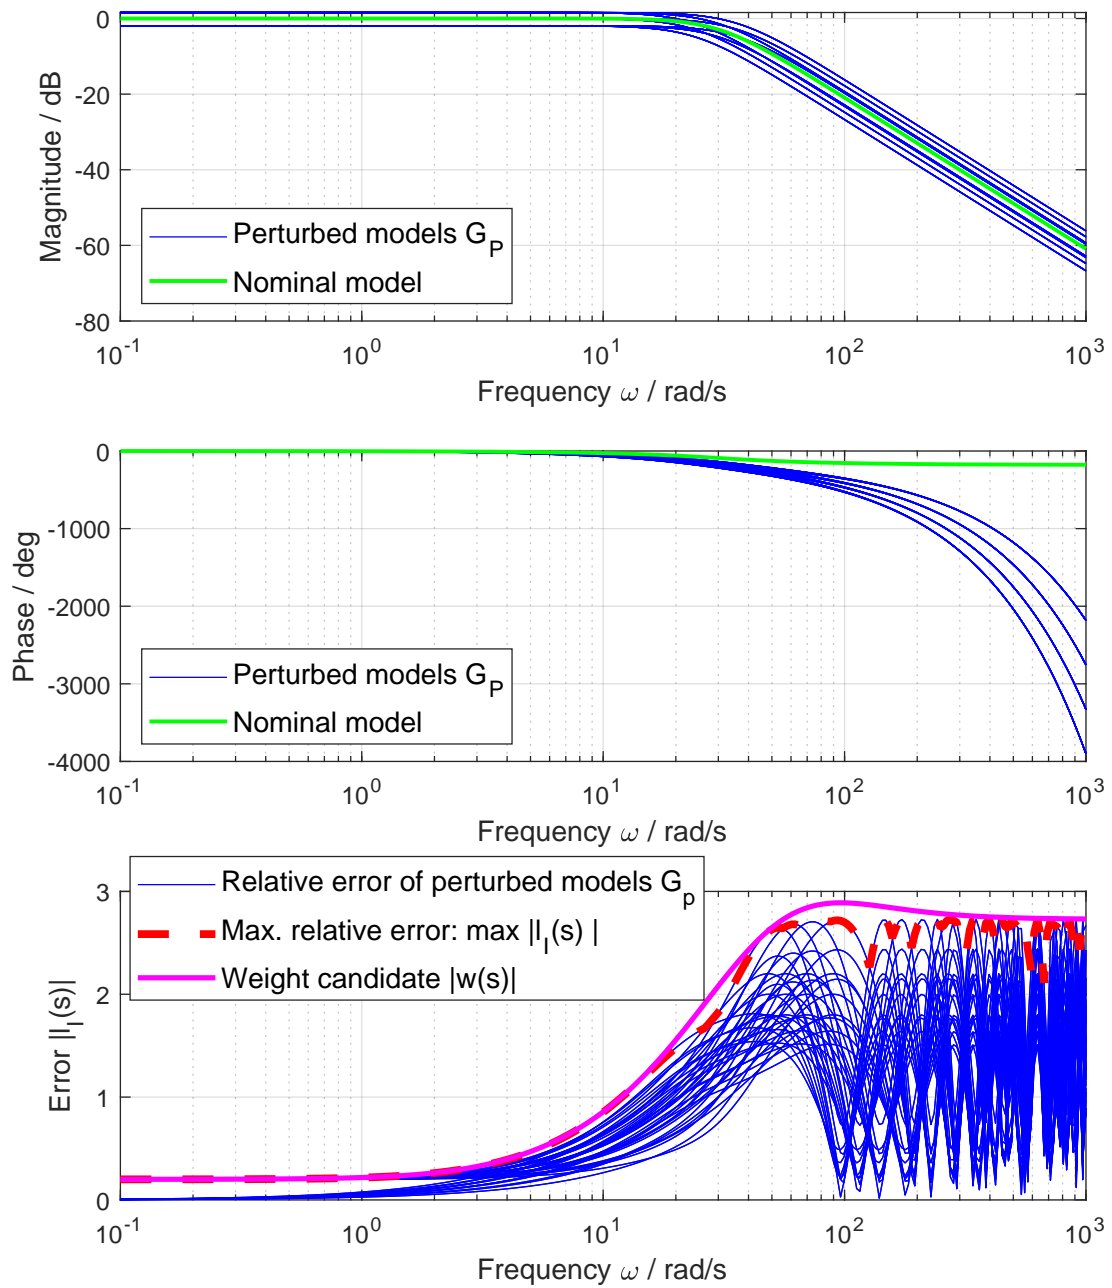 0
-20
-40
-60
-80
Magnitude / dB
Perturbed models G_P
Nominal model
10^-1 10^0 10^1 10^2 10^3
Frequency ω / rad/s
0
-1000
-2000
-3000
-4000
Phase / deg
Perturbed models G_P
Nominal model
10^-1 10^0 10^1 10^2 10^3
Frequency ω / rad/s
3
2
1
0
Error ||_I(s)|
Relative error of perturbed models G_p
Max. relative error: max |l_I(s) |
Weight candidate |w(s)|
10^-1 10^0 10^1 10^2 10^3
Frequency ω / rad/s